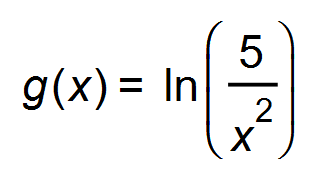 g(x) = ln(5/x²)